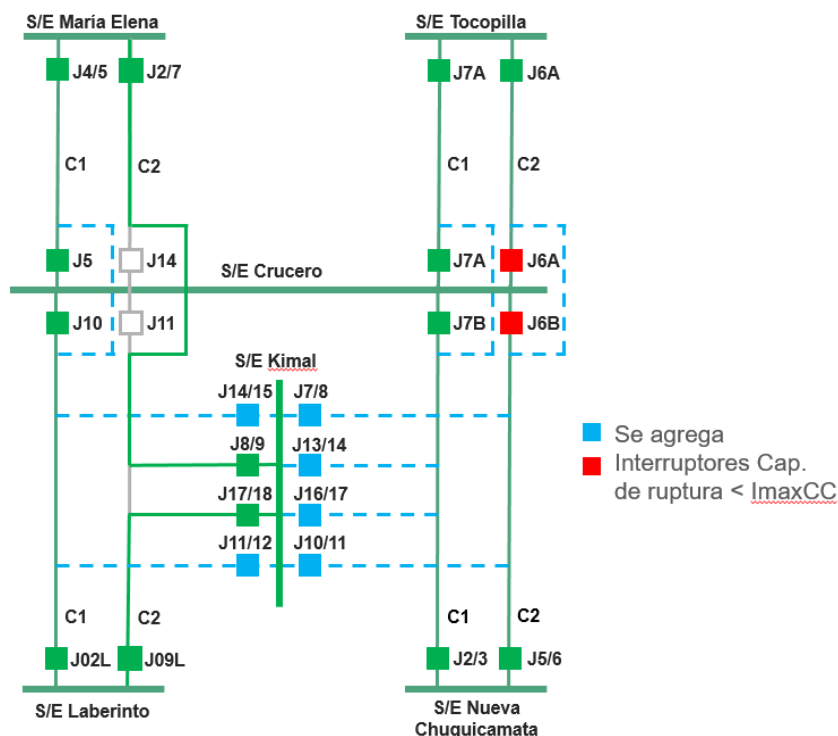 S/E María Elena
S/E Tocopilla
J4/5
J2/7
J7A
J6A
C1
C2
C1
C2
J5
J14
J7A
J6A
S/E Crucero
J10
J11
J7B
J6B
S/E Kimal
J14/15
J7/8
J8/9
J13/14
J17/18
J16/17
J11/12
J10/11
Se agrega
Interruptores Cap.
de ruptura < ImaxCC
C1
C2
C1
C2
J02L
J09L
J2/3
J5/6
S/E Laberinto
S/E Nueva
Chuquicamata